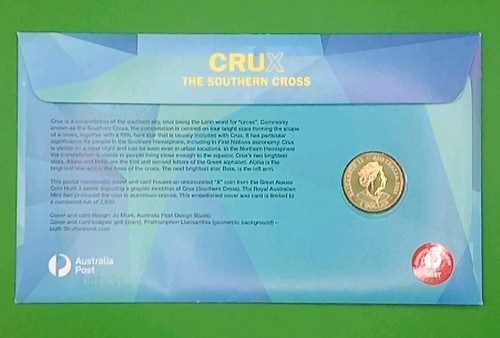 CRUX
THE SOUTHERN CROSS
Crux is a constellation of the southern sky, crux being the Latin word for "cross". Commonly
known as the Southern Cross, the constellation is centred on four bright stars forming the shape
of a cross, together with a fifth, faint star that is usually included with Crux. It has particular
significance for people in the Southern Hemisphere, including in First Nations astronomy. Crux
is visible on a clear night and can be seen even in urban locations. In the Northern Hemisphere
the constellation is visible to people living close enough to the equator. Crux's two brightest
stars, Alpha and Beta, are the first and second letters of the Greek alphabet. Alpha is the
brightest star and is the base of the cross. The next brightest star, Beta, is the left arm.
This postal numismatic cover and card houses an uncirculated "X" coin from the Great Aussie
Coin Hunt 3 series depicting a graphic rendition of Crux (Southern Cross). The Royal Australian
Mint has produced the coin in aluminium-bronze. This embellished cover and card is limited to
a numbered run of 2,500.
Cover and card design: Jo Muré, Australia Post Design Studio
Cover and card images: gold (stars), (geometric background) –
both Shutterstock.com
Australia
Post
MINT